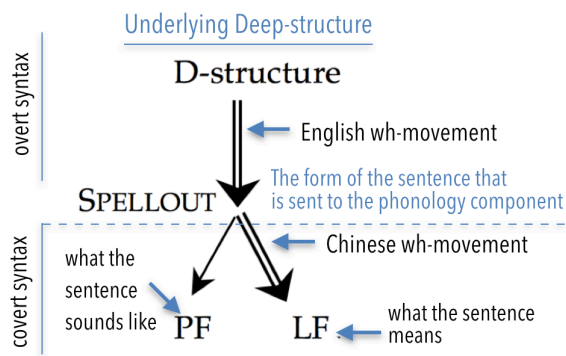 Underlying Deep-structure
D-structure
overt syntax
English wh-movement
The form of the sentence that
is sent to the phonology component
SPELLOUT
Chinese wh-movement
covert syntax
what the
sentence
sounds like
PF
LF
what the sentence
means